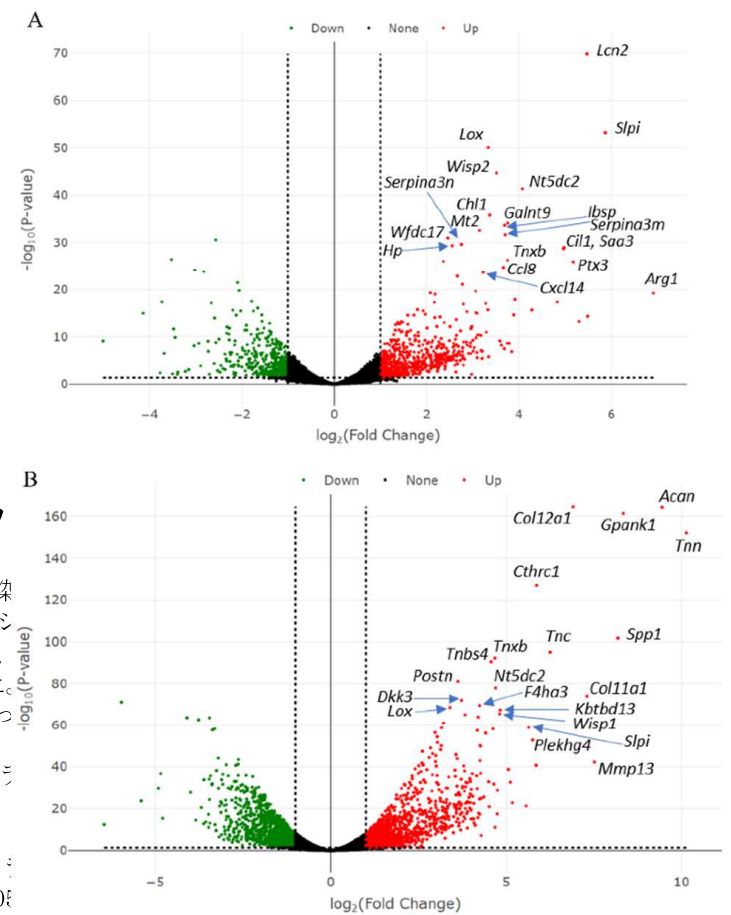 A
Down None Up
70
Lcn2
60
Slpi
50
Lox
Wisp2
Serpina3n
Nt5dc2
40
Chl1
Galnt9
Ibsp
Mt2
Serpina3m
Wfdc17
30
Cil1, Saa3
Hp
Tnxb
Ptx3
Ccl8
Arg1
20
Cxcl14
10
0
−4 −2 0 2 4 6
-log10(P-value)
log2(Fold Change)
B
Down None Up
Acan
160
Col12a1
Gpank1
Tnn
140
Cthrc1
120
100
Spp1
Tnc
Tnxb
Tnbs4
80
Postn
Nt5dc2
Col11a1
Dkk3
F4ha3
Lox
Kbtbd13
Wisp1
60
Slpi
Plekhg4
Mmp13
40
20
0
−5 0 5 10
-log10(P-value)
log2(Fold Change)